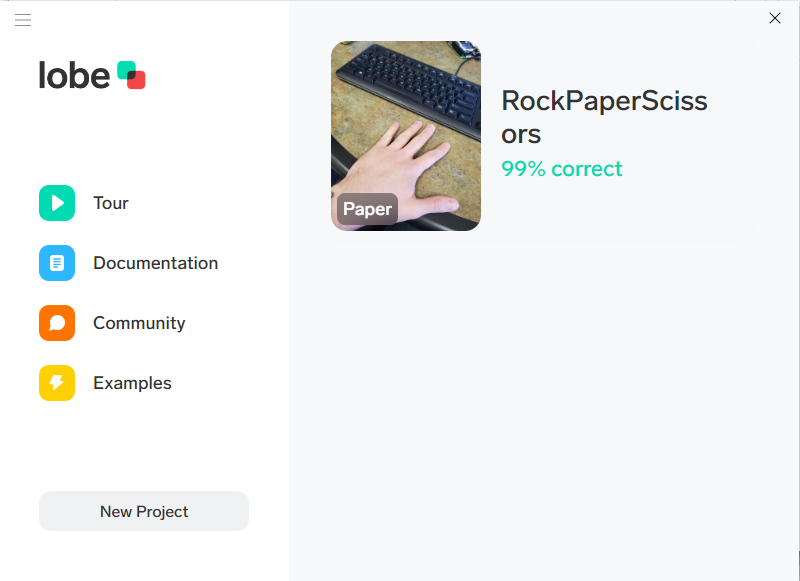 lobe
Tour
Documentation
Community
Examples
New Project
Paper
RockPaperSciss
ors
99% correct